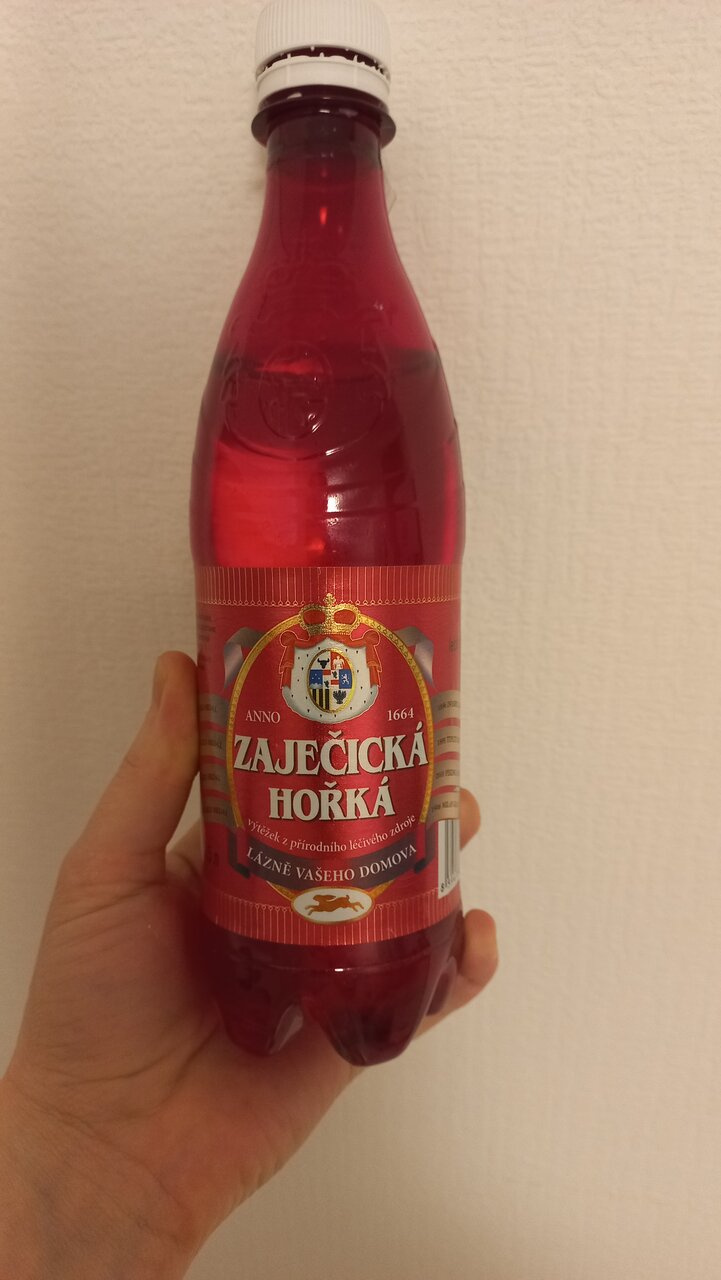 ANNO 1664
ZAJEČICKÁ
HOŘKÁ
výtěžek z přírodního léčivého zdroje
LÁZNĚ VAŠEHO DOMOVA